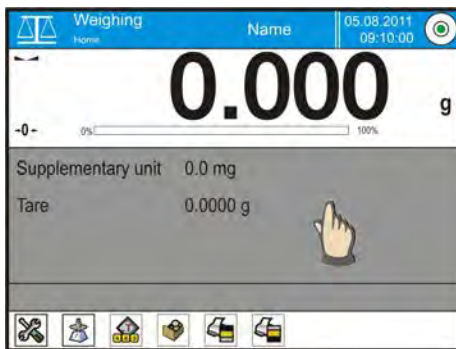 Weighing
Home
Name
05.08.2011
09:10:00
0.000 g
-0-
0%
100%
Supplementary unit 0.0 mg
Tare 0.0000 g
T